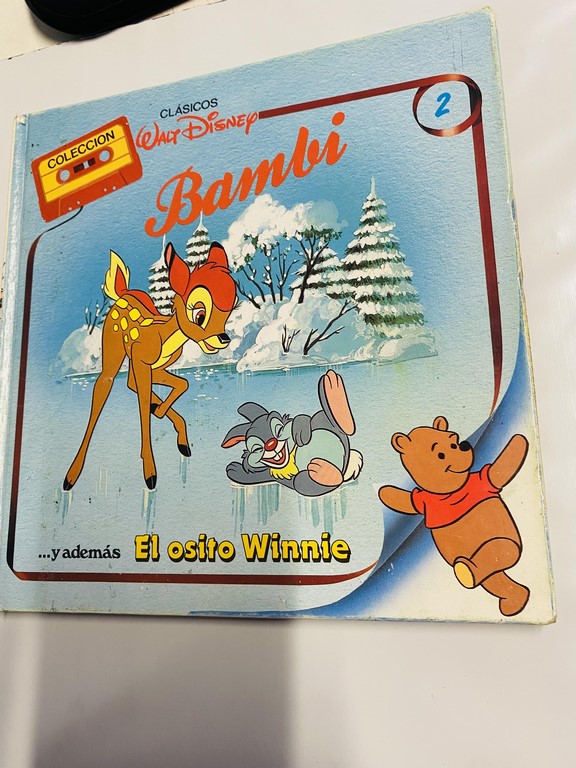 CLÁSICOS
COLECCION
WALT DISNEY
2
Bambi
...y además El osito Winnie